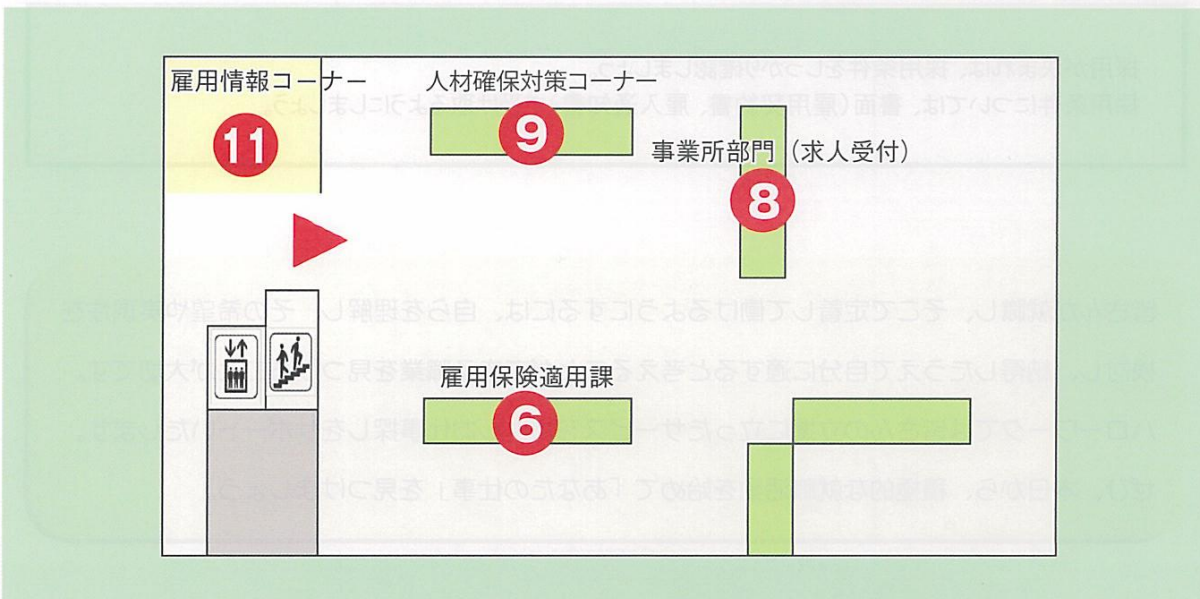 雇用情報コーナー
人材確保対策コーナー
11
9
事業所部門（求人受付）
8
雇用保険適用課
6